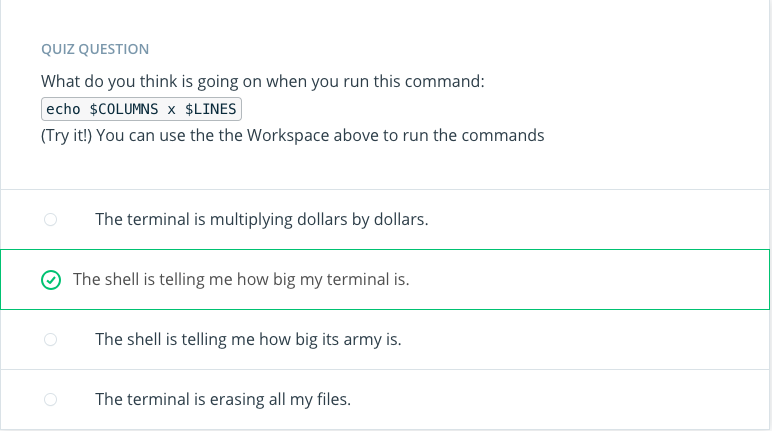 QUIZ QUESTION
What do you think is going on when you run this command:
echo $COLUMNS x $LINES
(Try it!) You can use the the Workspace above to run the commands
The terminal is multiplying dollars by dollars.
The shell is telling me how big my terminal is.
The shell is telling me how big its army is.
The terminal is erasing all my files.